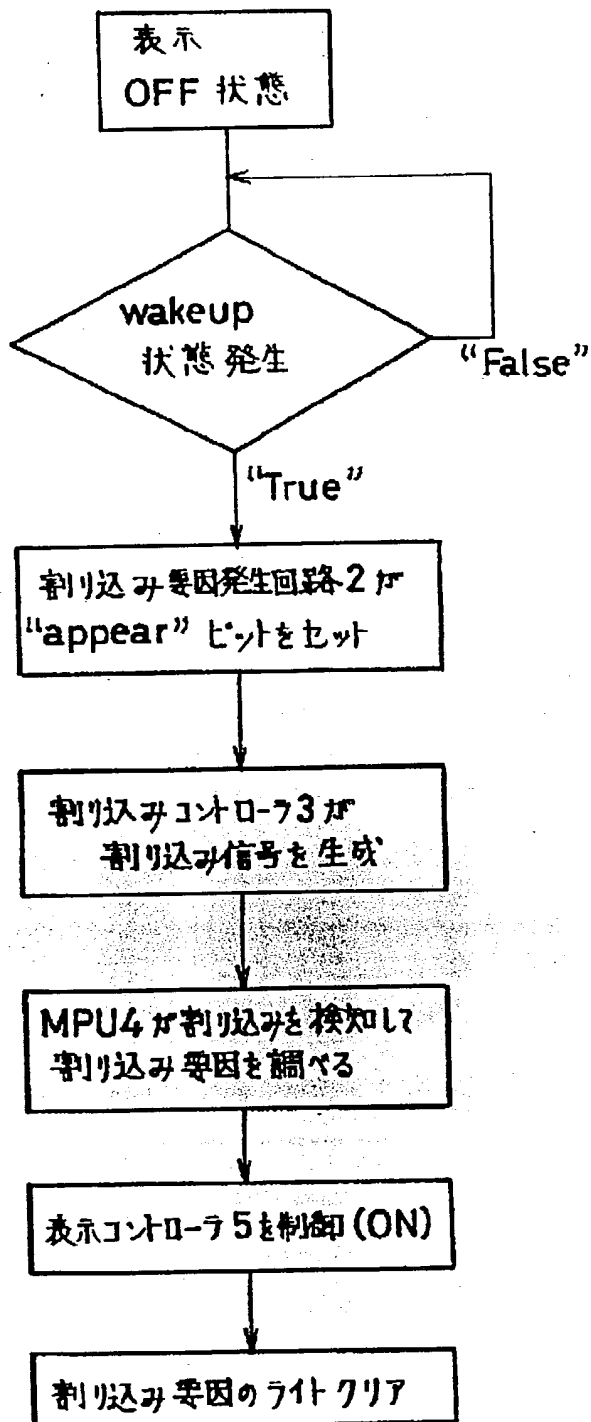 表示
OFF 状態
wakeup
状態発生
“False”
“True”
割り込み要因発生回路2が
“appear” ビットをセット
割り込みコントローラ3が
割り込み信号を生成
MPU4が割り込みを検知して
割り込み要因を調べる
表示コントローラ5を制御(ON)
割り込み要因のライトクリア